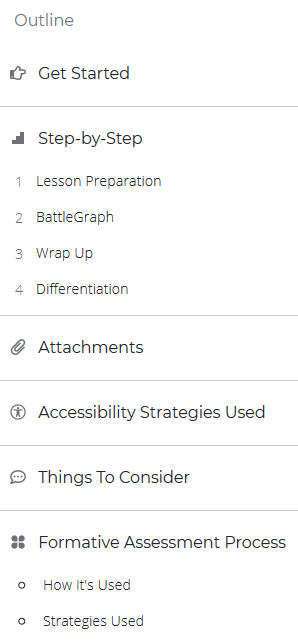 Outline
Get Started
Step-by-Step
1 Lesson Preparation
2 BattleGraph
3 Wrap Up
4 Differentiation
Attachments
Accessibility Strategies Used
Things To Consider
Formative Assessment Process
How It's Used
Strategies Used